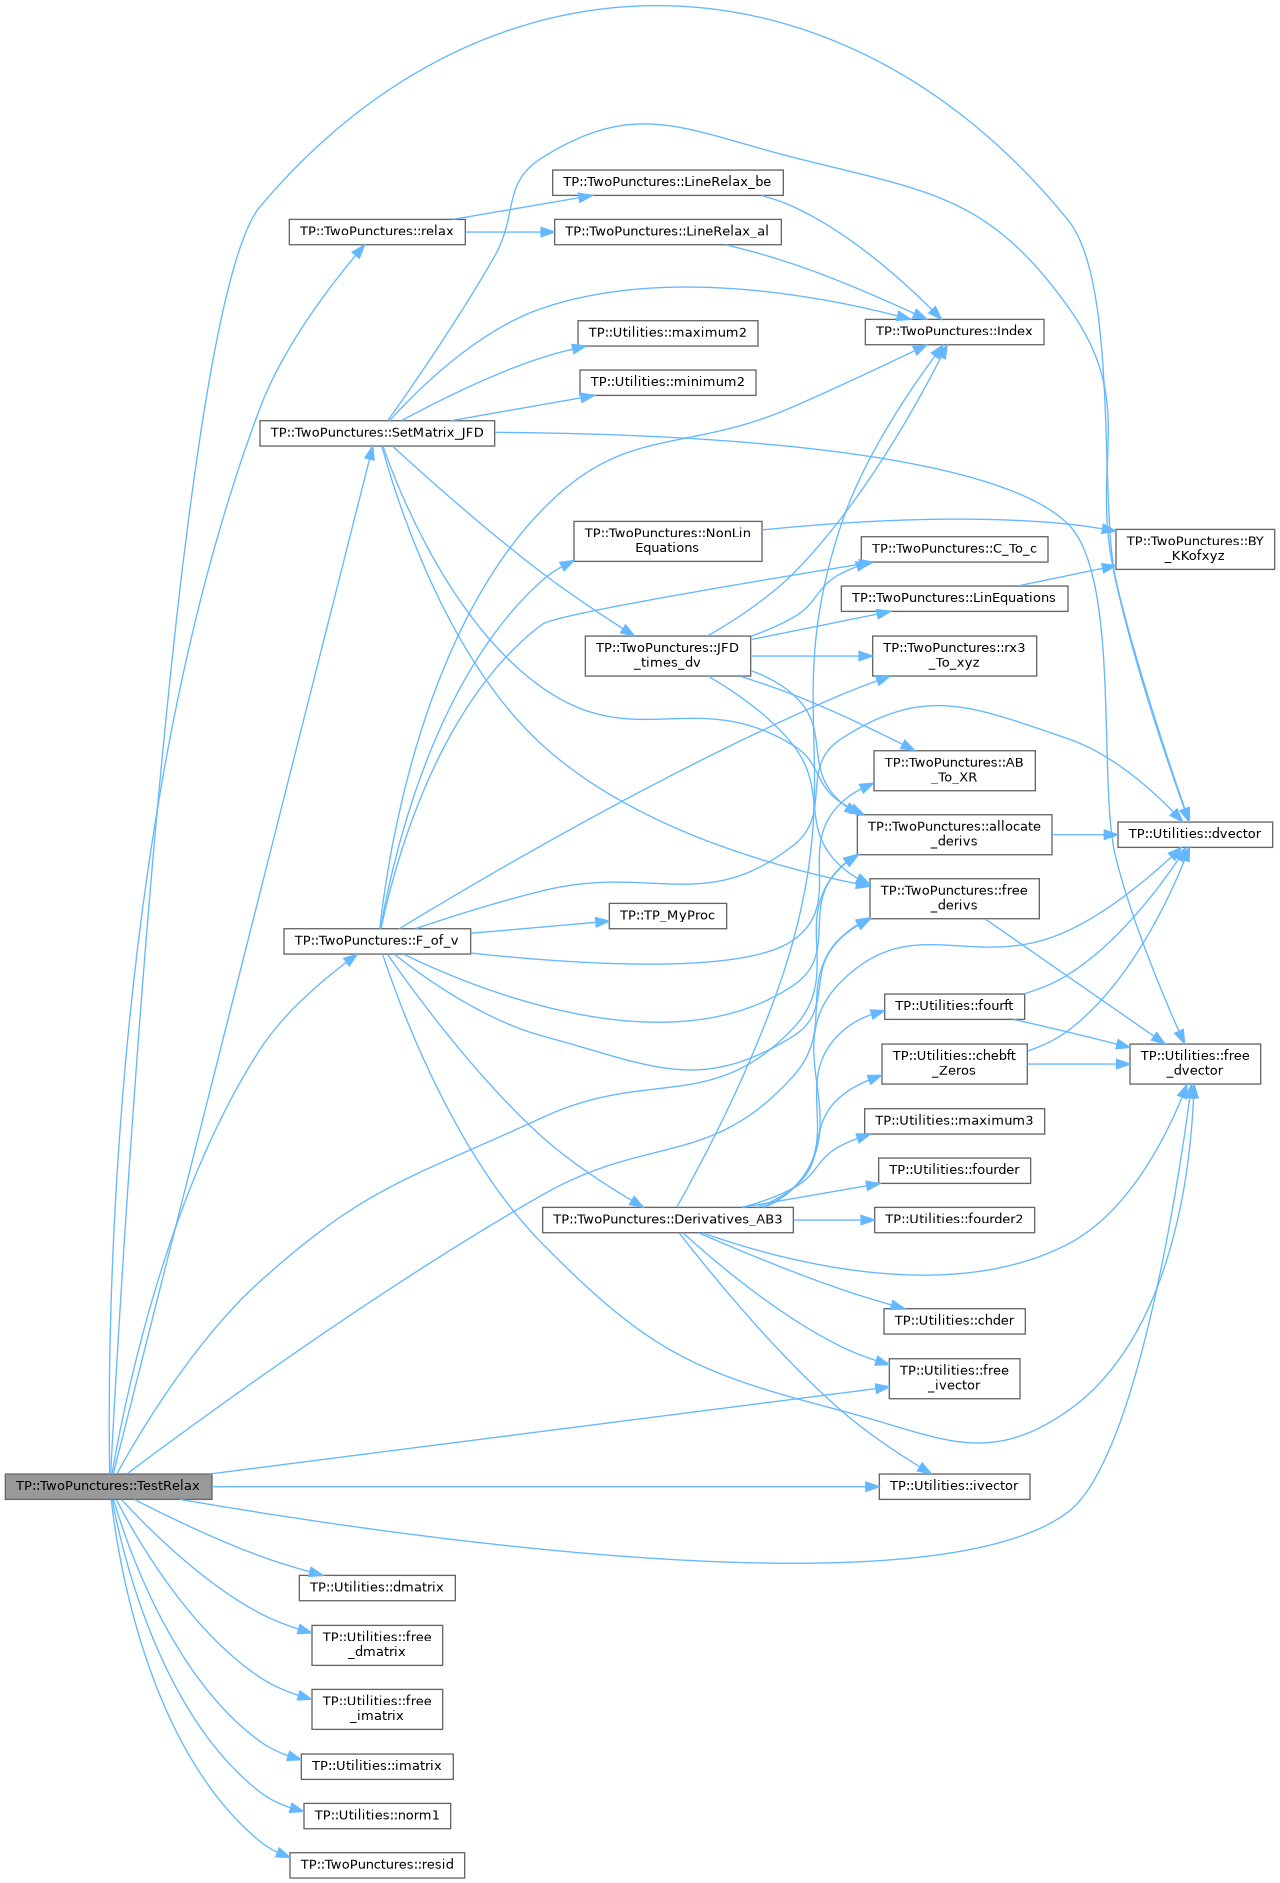 TP::TwoPunctures::LineRelax_be
TP::TwoPunctures::relax
TP::TwoPunctures::LineRelax_al
TP::TwoPunctures::Index
TP::Utilities::maximum2
TP::Utilities::minimum2
TP::TwoPunctures::SetMatrix_JFD
TP::TwoPunctures::NonLin
Equations
TP::TwoPunctures::BY
_KKofxyz
TP::TwoPunctures::C_To_c
TP::TwoPunctures::LinEquations
TP::TwoPunctures::JFD
_times_dv
TP::TwoPunctures::rx3
_To_xyz
TP::TwoPunctures::AB
_To_XR
TP::TwoPunctures::allocate
_derivs
TP::Utilities::dvector
TP::TwoPunctures::free
_derivs
TP::TP_MyProc
TP::TwoPunctures::F_of_v
TP::Utilities::fourft
TP::Utilities::chebft
_Zeros
TP::Utilities::free
_dvector
TP::Utilities::maximum3
TP::Utilities::fourder
TP::TwoPunctures::Derivatives_AB3
TP::Utilities::fourder2
TP::Utilities::chder
TP::Utilities::free
_ivector
TP::TwoPunctures::TestRelax
TP::Utilities::ivector
TP::Utilities::dmatrix
TP::Utilities::free
_dmatrix
TP::Utilities::free
_imatrix
TP::Utilities::imatrix
TP::Utilities::norm1
TP::TwoPunctures::resid